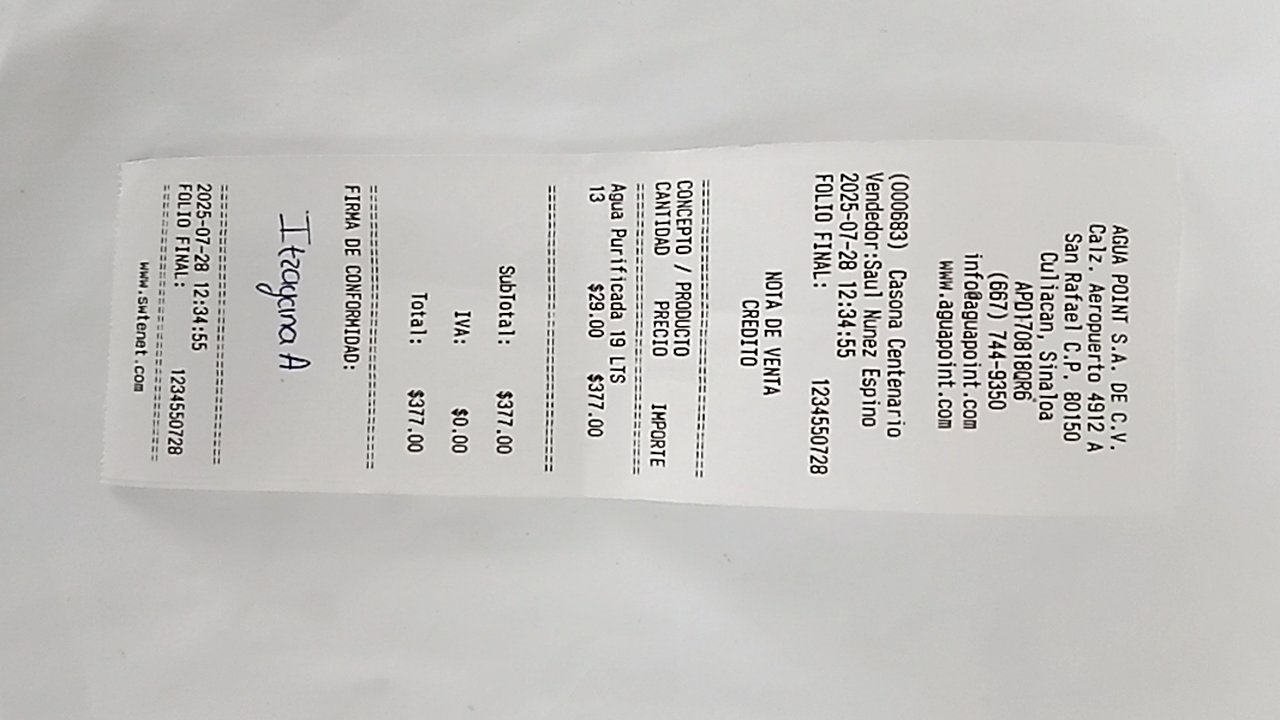 AGUA POINT S.A. DE C.V.
Calz. Aeropuerto 4912 A
San Rafael C.P. 80150
Culiacan, Sinaloa
APO170818QR6
(667) 744-9350
info@aguapoint.com
www.aguapoint.com
(000683) Casona Centenario
Vendedor:Saul Nunez Espino
2025-07-28 12:34:55
FOLIO FINAL: 1234550728
NOTA DE VENTA
CREDITO
================================
CONCEPTO / PRODUCTO
CANTIDAD PRECIO IMPORTE
================================
Agua Purificada 19 LTS
13 $29.00 $377.00
================================
SubTotal: $377.00
IVA: $0.00
Total: $377.00
================================
FIRMA DE CONFORMIDAD:
Itzayana A.
================================
2025-07-28 12:34:55
FOLIO FINAL: 1234550728
================================
www.swtenet.com